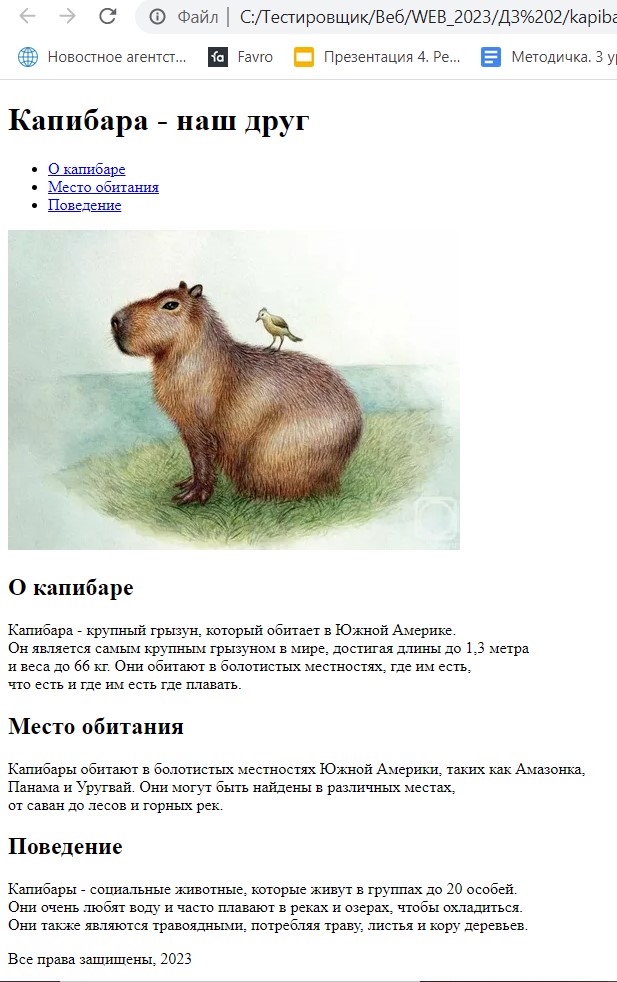 Файл | C:/Тестировщик/Веб/WEB_2023/ДЗ%202/kapiba
Новостное агентст... Favro Презентация 4. Ре... Методичка. 3 ур
Капибара - наш друг
О капибаре
Место обитания
Поведение
О капибаре
Капибара - крупный грызун, который обитает в Южной Америке.
Он является самым крупным грызуном в мире, достигая длины до 1,3 метра
и веса до 66 кг. Они обитают в болотистых местностях, где им есть,
что есть и где им есть где плавать.
Место обитания
Капибары обитают в болотистых местностях Южной Америки, таких как Амазонка,
Панама и Уругвай. Они могут быть найдены в различных местах,
от саван до лесов и горных рек.
Поведение
Капибары - социальные животные, которые живут в группах до 20 особей.
Они очень любят воду и часто плавают в реках и озерах, чтобы охладиться.
Они также являются травоядными, потребляя траву, листья и кору деревьев.
Все права защищены, 2023